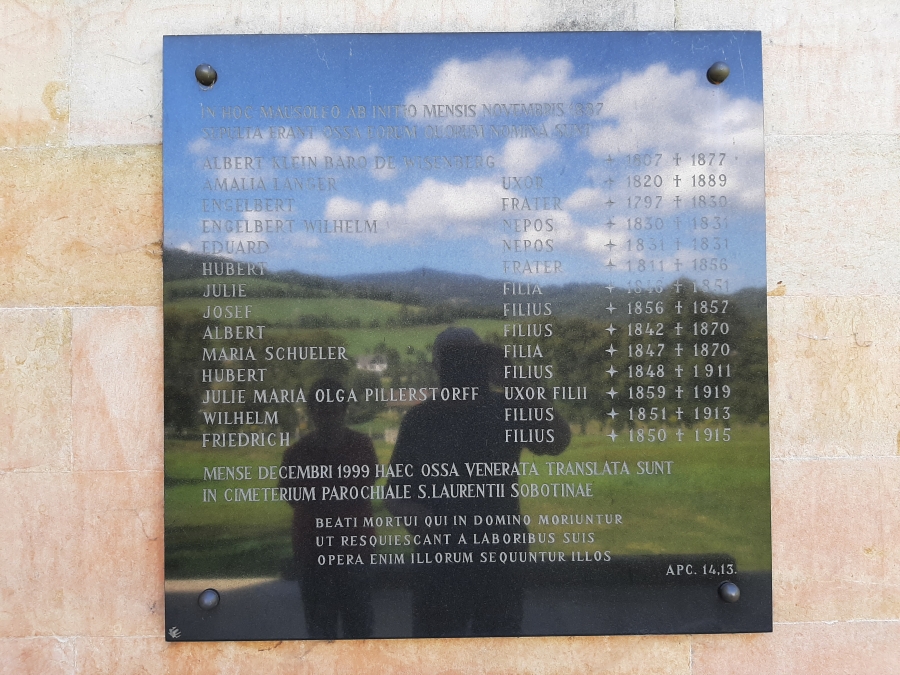 IN HOC MAUSOLEO AB INITIO MENSIS NOVEMBRIS 1887
SEPULTA ERANT OSSA EORUM QUORUM NOMINA SUNT
ALBERT KLEIN BARO DE WISENBERG ✦ 1807 ✝ 1877
AMALIA LANGER UXOR ✦ 1820 ✝ 1889
ENGELBERT FRATER ✦ 1797 ✝ 1830
ENGELBERT WILHELM NEPOS ✦ 1830 ✝ 1831
EDUARD NEPOS ✦ 1831 ✝ 1831
HUBERT FRATER ✦ 1811 ✝ 1856
JULIE FILIA ✦ ✝ 1851
JOSEF FILIUS ✦ 1856 ✝ 1857
ALBERT FILIUS ✦ 1842 ✝ 1870
MARIA SCHUELER FILIA ✦ 1847 ✝ 1870
HUBERT FILIUS ✦ 1848 ✝ 1911
JULIE MARIA OLGA PILLERSTORFF UXOR FILII ✦ 1859 ✝ 1919
WILHELM FILIUS ✦ 1851 ✝ 1913
FRIEDRICH FILIUS ✦ 1850 ✝ 1915
MENSE DECEMBRI 1999 HAEC OSSA VENERATA TRANSLATA SUNT
IN CIMETERIUM PAROCHIALE S.LAURENTII SOBOTINAE
BEATI MORTUI QUI IN DOMINO MORIUNTUR
UT REQUIESCANT A LABORIBUS SUIS
OPERA ENIM ILLORUM SEQUUNTUR ILLOS
APC. 14,13.